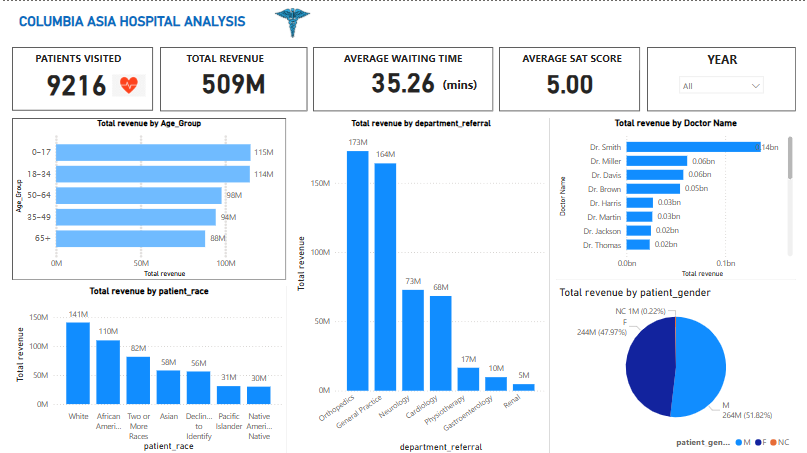 COLUMBIA ASIA HOSPITAL ANALYSIS
PATIENTS VISITED
9216
TOTAL REVENUE
509M
AVERAGE WAITING TIME
35.26 (mins)
AVERAGE SAT SCORE
5.00
YEAR
All
Total revenue by Age_Group
Age_Group
0–17 115M
18–34 114M
50–64 98M
35–49 94M
65+ 88M
0M 50M 100M
Total revenue
Total revenue by department_referral
Total revenue
150M
100M
50M
0M
173M
164M
73M
68M
17M
10M
5M
Orthopedics
General Practice
Neurology
Cardiology
Physiotherapy
Gastroenterology
Renal
department_referral
Total revenue by Doctor Name
Doctor Name
Dr. Smith 14bn
Dr. Miller 0.06bn
Dr. Davis 0.06bn
Dr. Brown 0.05bn
Dr. Harris 0.03bn
Dr. Martin 0.03bn
Dr. Jackson 0.02bn
Dr. Thomas 0.02bn
0.0bn 0.1bn
Total revenue
Total revenue by patient_race
Total revenue
150M
100M
50M
0M
141M
110M
82M
58M
56M
31M
30M
White
African
Ameri...
Two or
More
Races
Asian
Declin...
to
Identify
Pacific
Islander
Native
Ameri...
Native
patient_race
Total revenue by patient_gender
NC 1M (0.22%)
F
244M (47.97%)
M
264M (51.82%)
patient_gen... M F NC